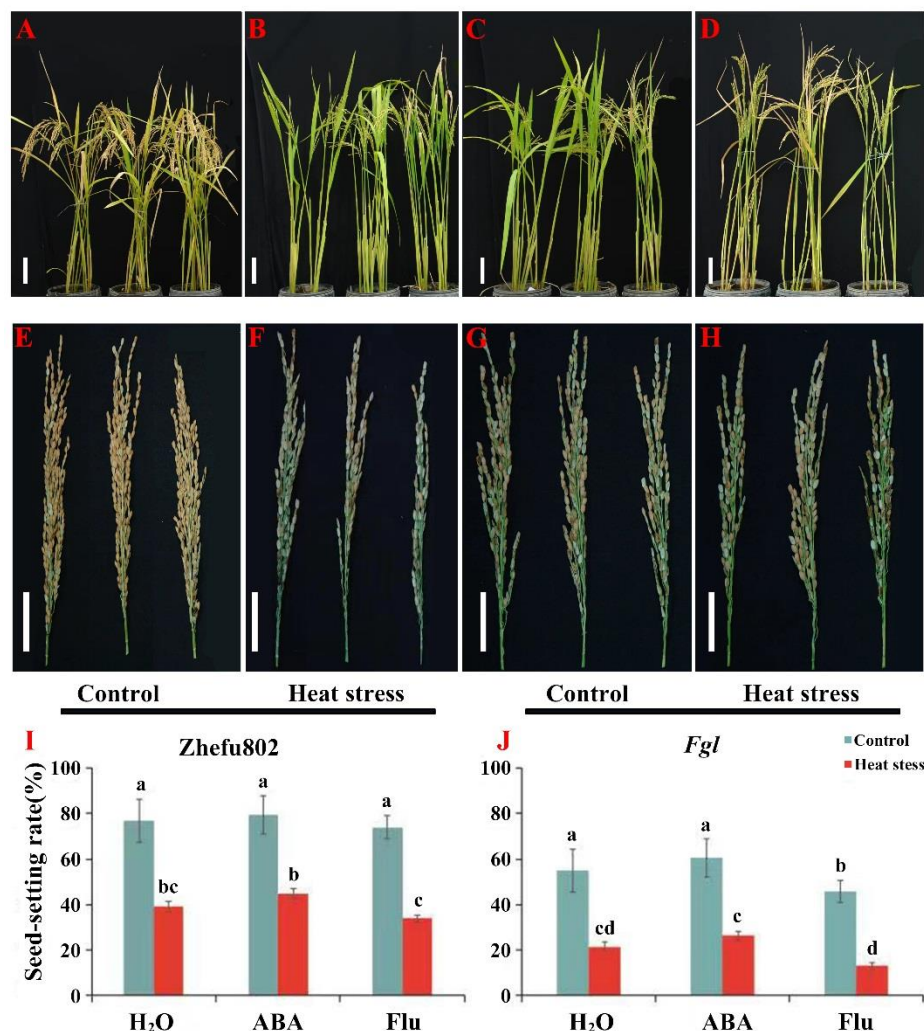 A B C D
E F G H
Control Heat stress Control Heat stress
I J
Zhefu802 Fgl
Control
Heat stess
Seed-setting rate(%)
100 100
80 80
60 60
40 40
20 20
0 0
a a a a a b
bc b c cd c d
H₂O ABA Flu H₂O ABA Flu